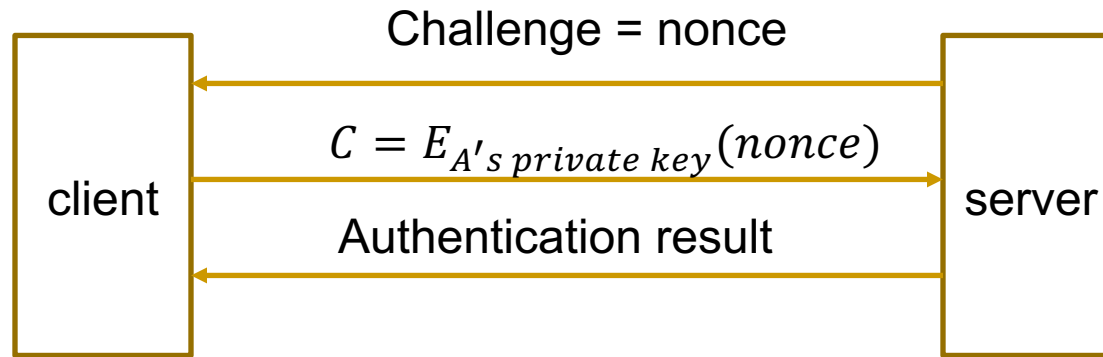 Challenge = nonce
C = E_{A's private key}(nonce)
client
server
Authentication result